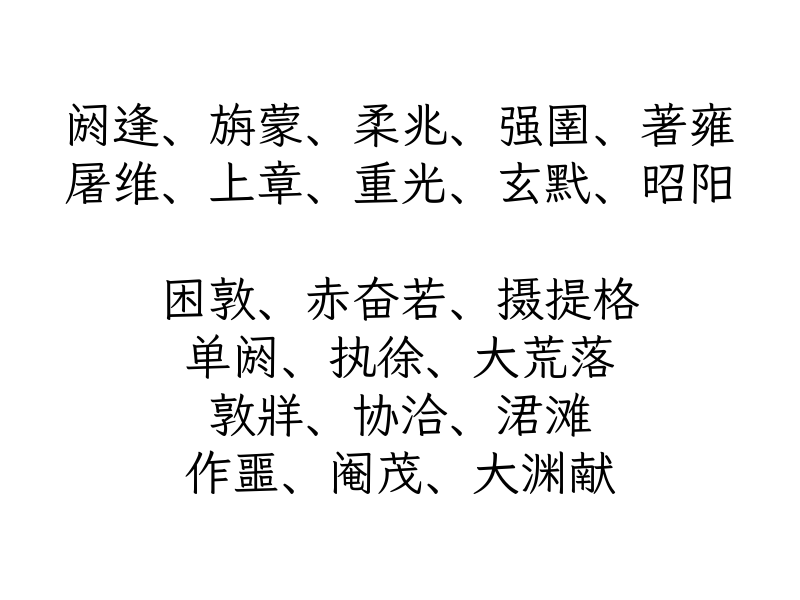 阏逢、旃蒙、柔兆、强圉、著雍
屠维、上章、重光、玄黓、昭阳
困敦、赤奋若、摄提格
单阏、执徐、大荒落
敦牂、协洽、涒滩
作噩、阉茂、大渊献